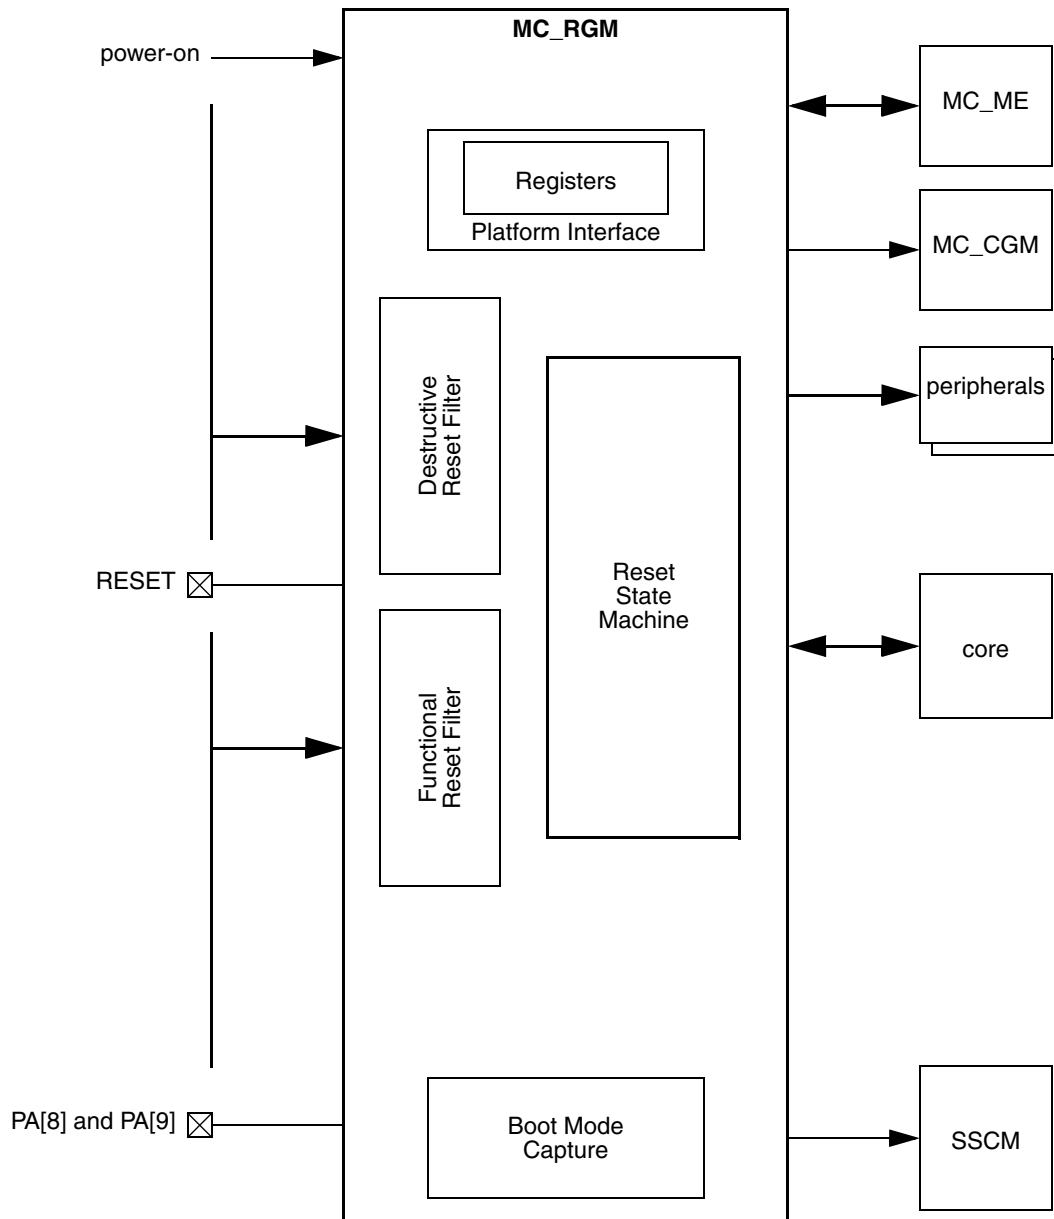 MC_RGM
power-on
MC_ME
Registers
Platform Interface
MC_CGM
peripherals
Destructive
Reset Filter
RESET
Reset
State
Machine
core
Functional
Reset Filter
PA[8] and PA[9]
Boot Mode
Capture
SSCM